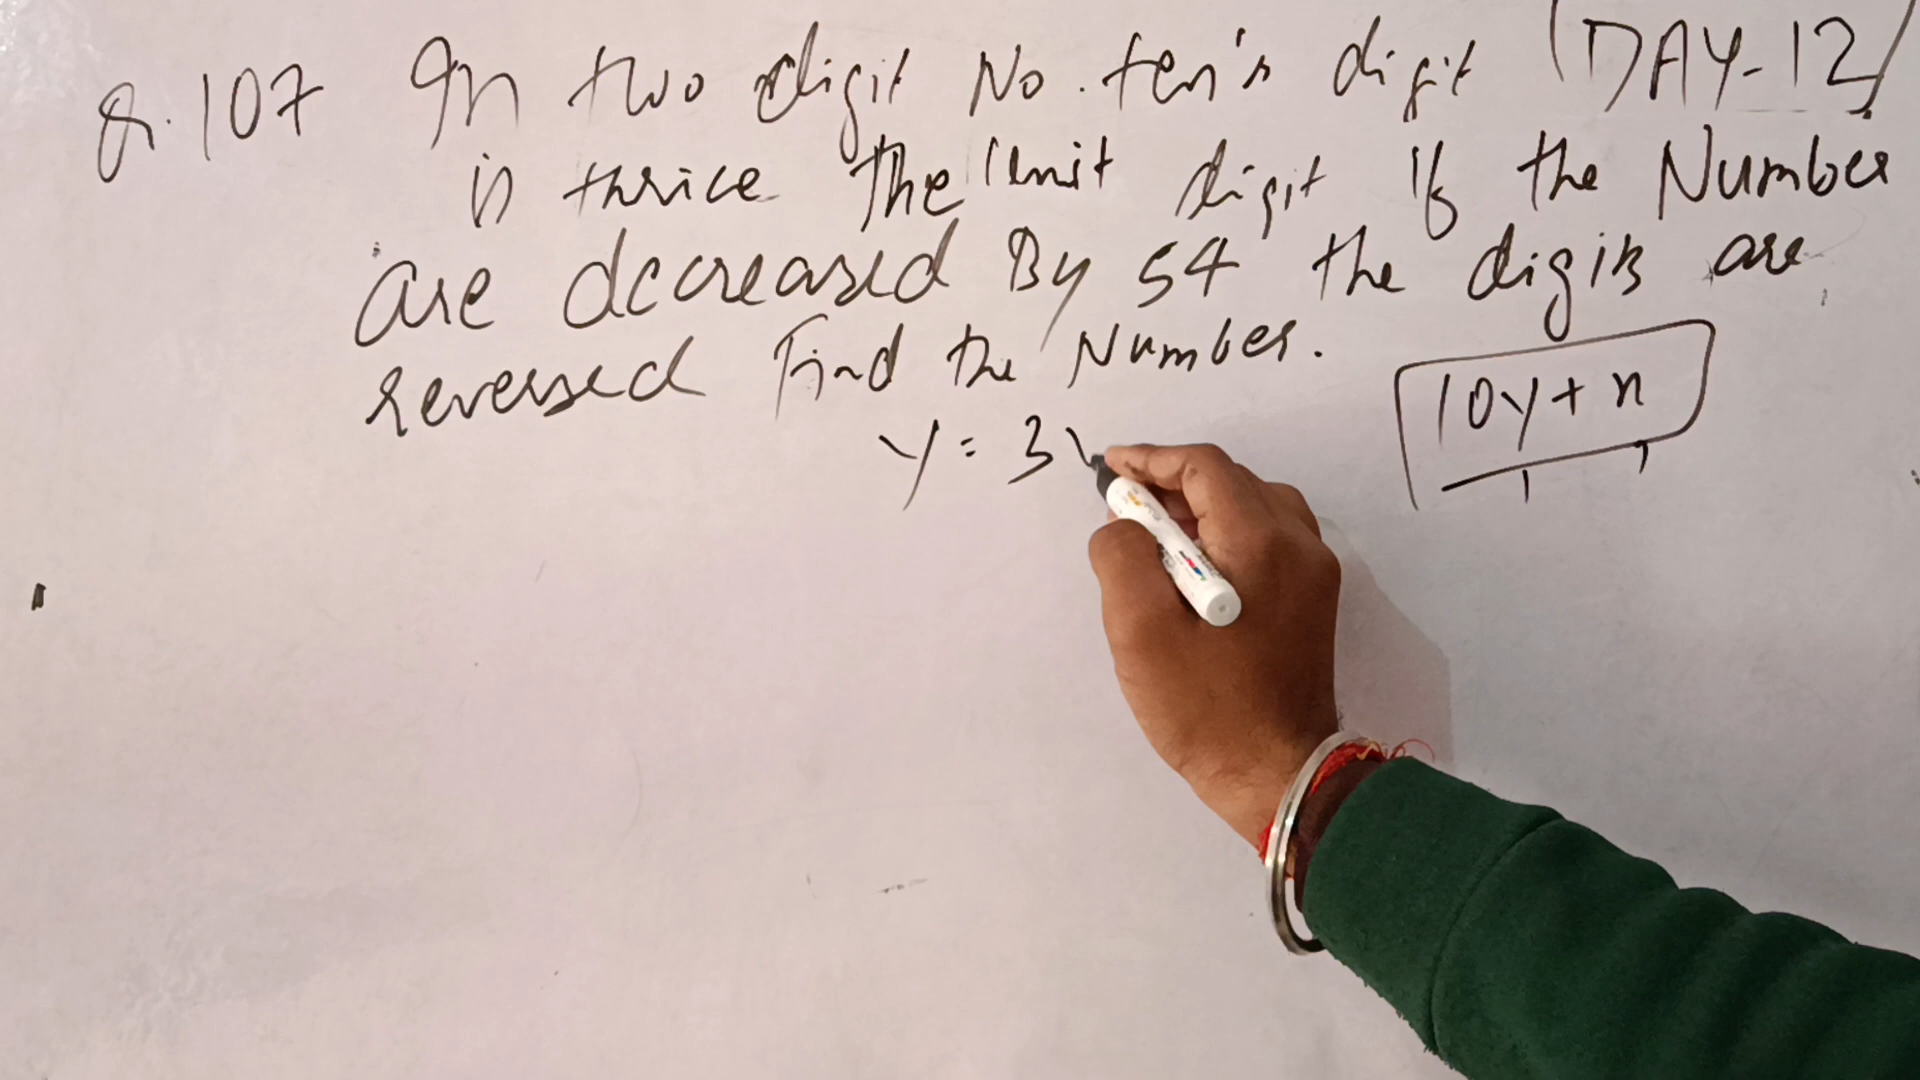 Q.107 In two digit No. ten's digit (DAY-12)
is thrice the Unit digit If the Number
are decreased By 54 the digits are
reversed Find the Number.
10y+x
y = 3